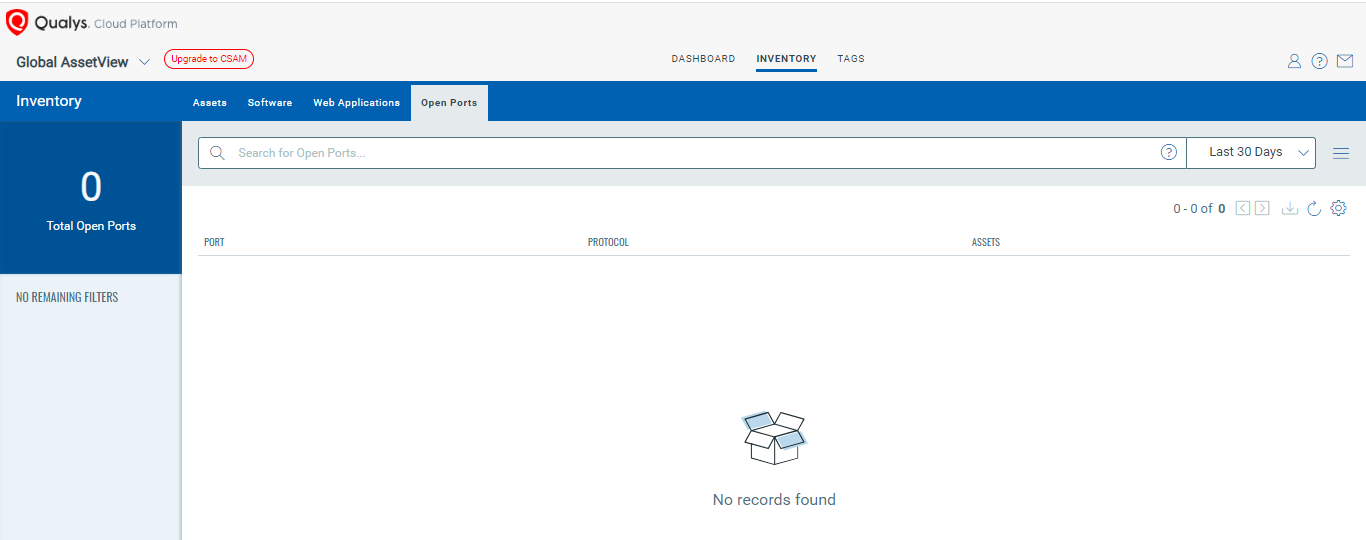 Qualys. Cloud Platform
Global AssetView Upgrade to CSAM DASHBOARD INVENTORY TAGS ?
Inventory Assets Software Web Applications Open Ports
0
Total Open Ports
Search for Open Ports... ? Last 30 Days
0 - 0 of 0
PORT PROTOCOL ASSETS
NO REMAINING FILTERS
No records found